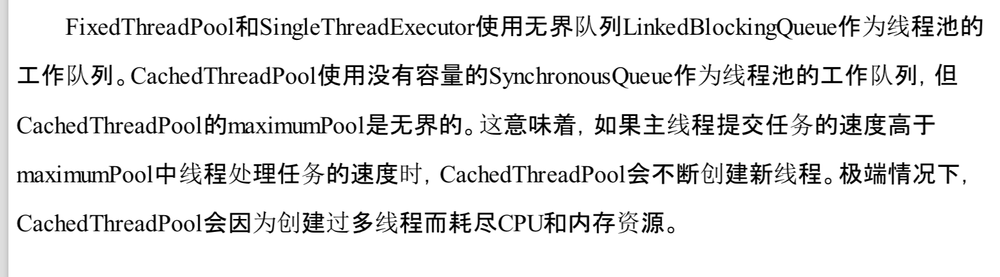 FixedThreadPool和SingleThreadExecutor使用无界队列LinkedBlockingQueue作为线程池的
工作队列。CachedThreadPool使用没有容量的SynchronousQueue作为线程池的工作队列，但
CachedThreadPool的maximumPool是无界的。这意味着，如果主线程提交任务的速度高于
maximumPool中线程处理任务的速度时，CachedThreadPool会不断创建新线程。极端情况下，
CachedThreadPool会因为创建过多线程而耗尽CPU和内存资源。